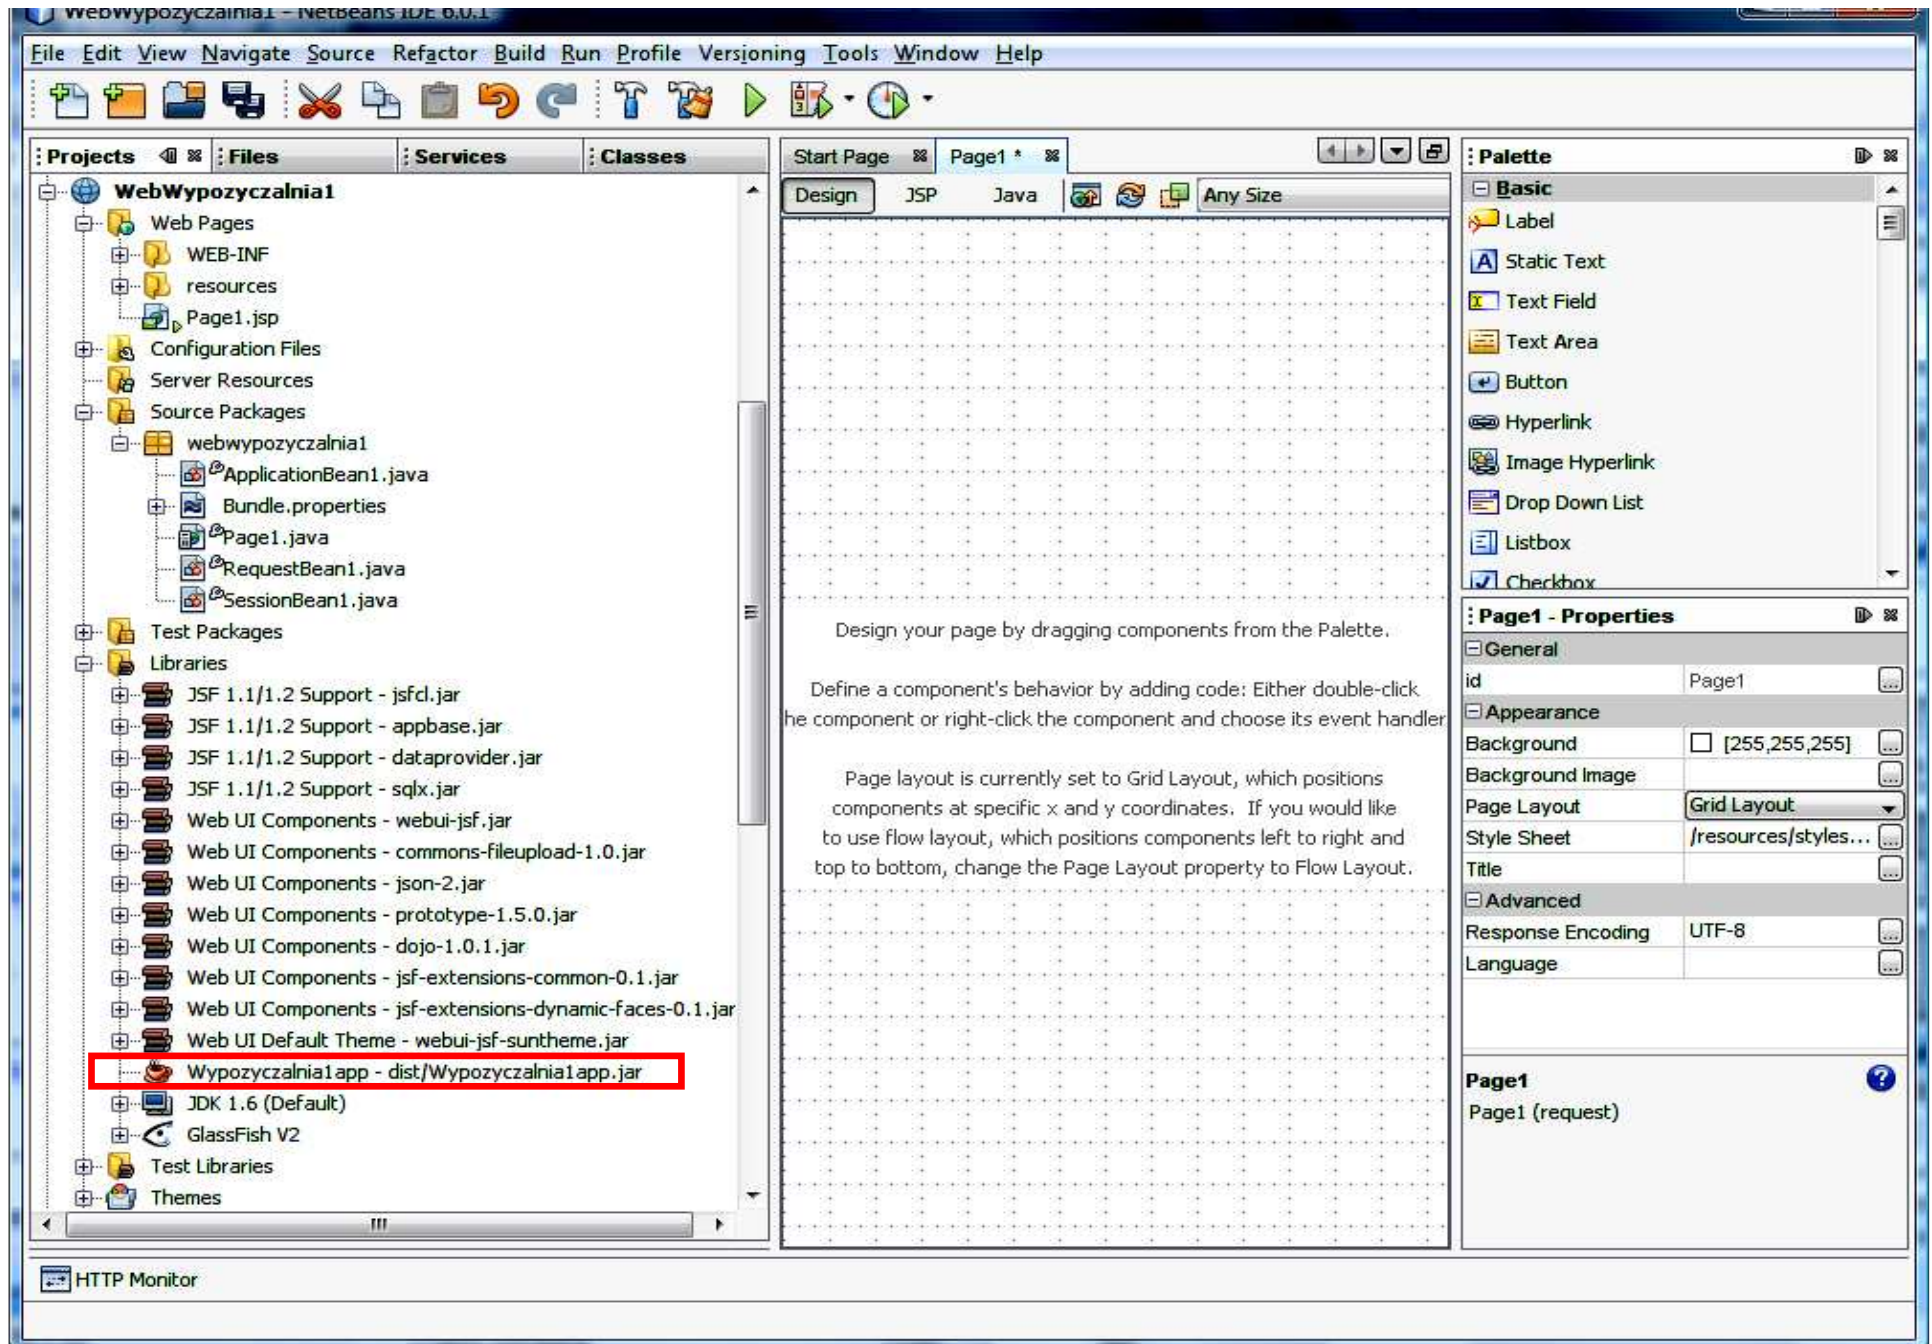 WebWypozyczalnia1 - NetBeans IDE 6.0.1
File Edit View Navigate Source Refactor Build Run Profile Versioning Tools Window Help
Projects Files Services Classes
WebWypozyczalnia1
Web Pages
WEB-INF
resources
Page1.jsp
Configuration Files
Server Resources
Source Packages
webwypozyczalnia1
ApplicationBean1.java
Bundle.properties
Page1.java
RequestBean1.java
SessionBean1.java
Test Packages
Libraries
JSF 1.1/1.2 Support - jsfcl.jar
JSF 1.1/1.2 Support - appbase.jar
JSF 1.1/1.2 Support - dataprovider.jar
JSF 1.1/1.2 Support - sqlx.jar
Web UI Components - webui-jsf.jar
Web UI Components - commons-fileupload-1.0.jar
Web UI Components - json-2.jar
Web UI Components - prototype-1.5.0.jar
Web UI Components - dojo-1.0.1.jar
Web UI Components - jsf-extensions-common-0.1.jar
Web UI Components - jsf-extensions-dynamic-faces-0.1.jar
Web UI Default Theme - webui-jsf-suntheme.jar
Wypozyczalnia1app - dist/Wypozyczalnia1app.jar
JDK 1.6 (Default)
GlassFish V2
Test Libraries
Themes
Start Page Page1 *
Design JSP Java Any Size
Design your page by dragging components from the Palette.
Define a component's behavior by adding code: Either double-click
he component or right-click the component and choose its event handler
Page layout is currently set to Grid Layout, which positions
components at specific x and y coordinates. If you would like
to use flow layout, which positions components left to right and
top to bottom, change the Page Layout property to Flow Layout.
Palette
Basic
Label
Static Text
Text Field
Text Area
Button
Hyperlink
Image Hyperlink
Drop Down List
Listbox
Checkbox
Page1 - Properties
General
id Page1
Appearance
Background [255,255,255]
Background Image
Page Layout Grid Layout
Style Sheet /resources/styles...
Title
Advanced
Response Encoding UTF-8
Language
Page1
Page1 (request)
HTTP Monitor